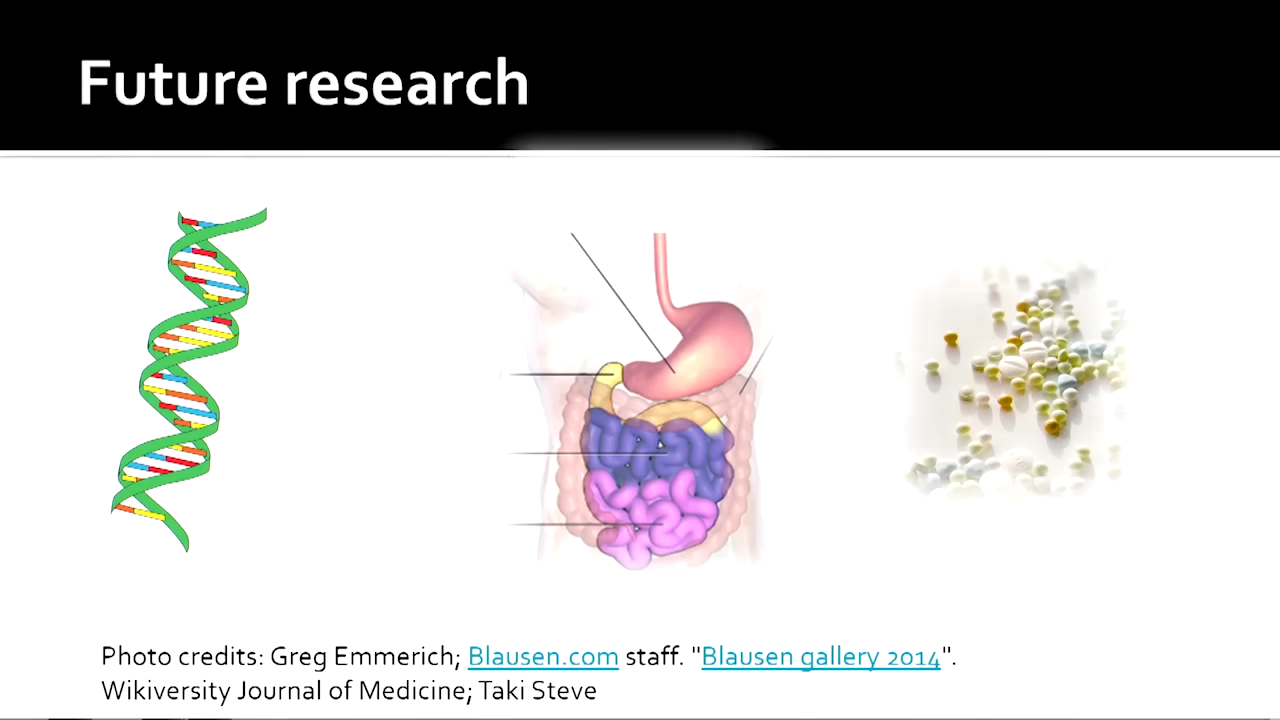 Future research
Photo credits: Greg Emmerich; Blausen.com staff. "Blausen gallery 2014".
Wikiversity Journal of Medicine; Taki Steve